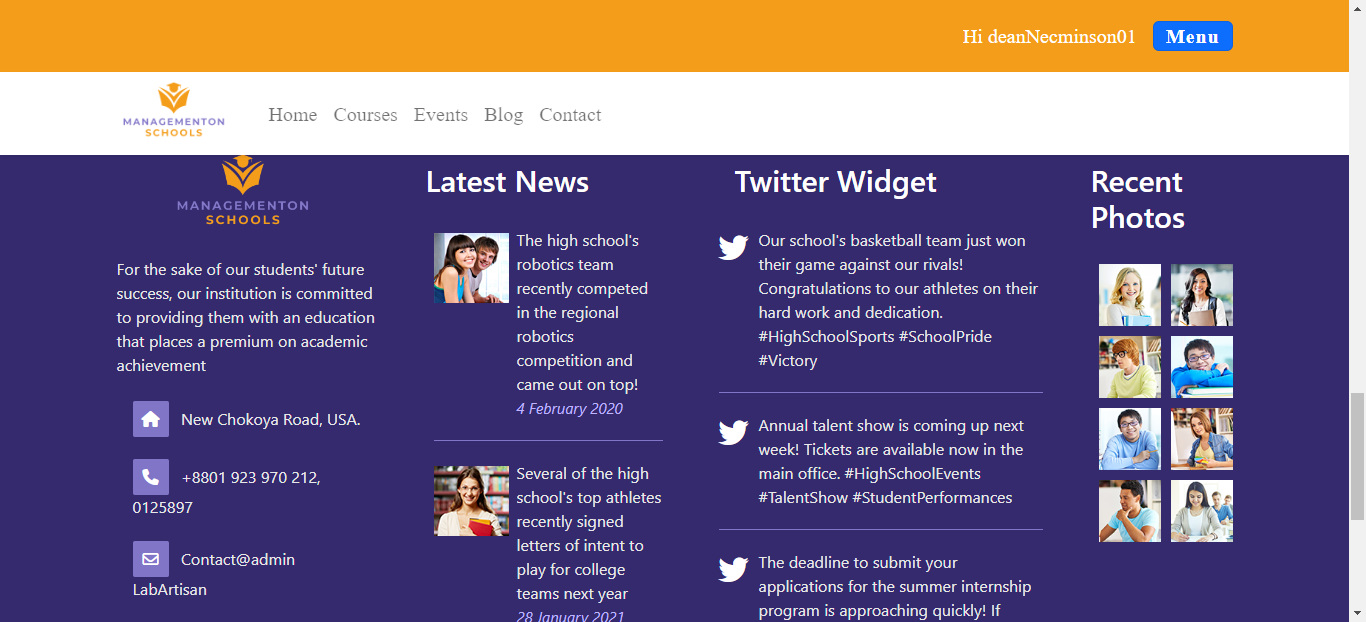 Hi deanNecminson01
Menu
MANAGEMENTON
SCHOOLS
Home
Courses
Events
Blog
Contact
MANAGEMENTON
SCHOOLS
For the sake of our students' future
success, our institution is committed
to providing them with an education
that places a premium on academic
achievement
New Chokoya Road, USA.
+8801 923 970 212,
0125897
Contact@admin
LabArtisan
Latest News
The high school's
robotics team
recently competed
in the regional
robotics
competition and
came out on top!
4 February 2020
Several of the high
school's top athletes
recently signed
letters of intent to
play for college
teams next year
28 January 2021
Twitter Widget
Our school's basketball team just won
their game against our rivals!
Congratulations to our athletes on their
hard work and dedication.
#HighSchoolSports #SchoolPride
#Victory
Annual talent show is coming up next
week! Tickets are available now in the
main office. #HighSchoolEvents
#TalentShow #StudentPerformances
The deadline to submit your
applications for the summer internship
program is approaching quickly! If
Recent
Photos